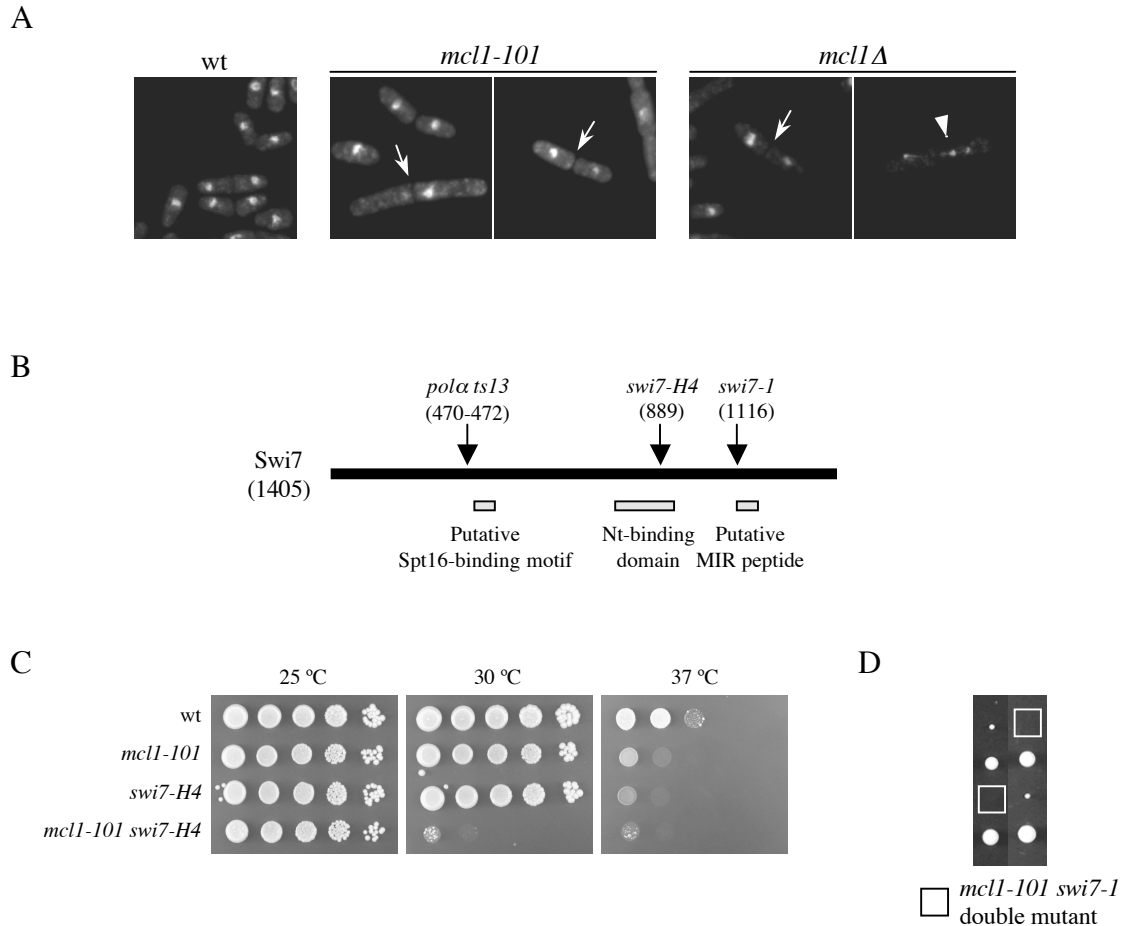 A
wt
mcl1-101
mcl1Δ
B
polα ts13
(470-472)
swi7-H4
(889)
swi7-1
(1116)
Swi7
(1405)
Putative
Spt16-binding motif
Nt-binding
domain
Putative
MIR peptide
C
25 ºC
30 ºC
37 ºC
wt
mcl1-101
swi7-H4
mcl1-101 swi7-H4
D
mcl1-101 swi7-1
double mutant